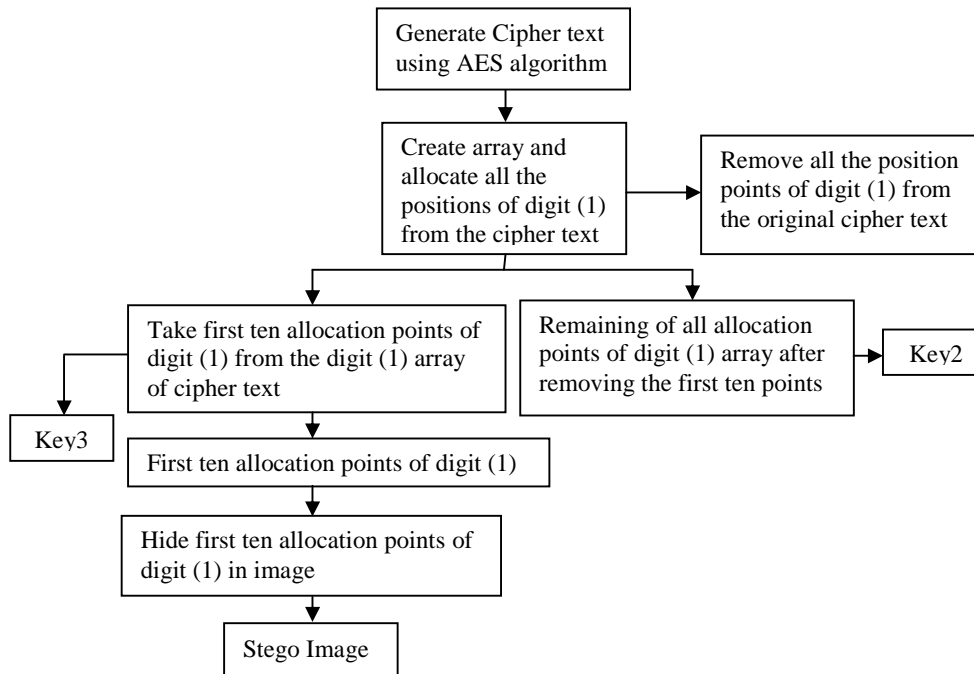 Generate Cipher text
using AES algorithm
Create array and
allocate all the
positions of digit (1)
from the cipher text
Remove all the position
points of digit (1) from
the original cipher text
Take first ten allocation points of
digit (1) from the digit (1) array
of cipher text
Remaining of all allocation
points of digit (1) array after
removing the first ten points
Key2
Key3
First ten allocation points of digit (1)
Hide first ten allocation points of
digit (1) in image
Stego Image